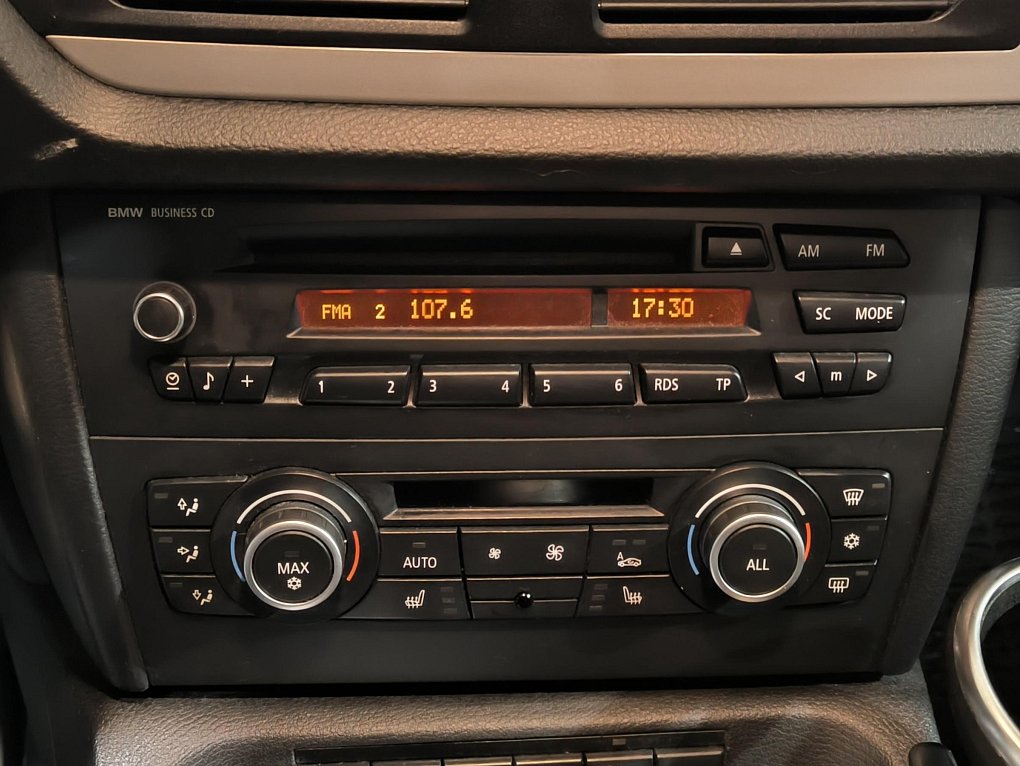 BMW BUSINESS CD
AM FM
FMA 2 107.6 17:30
SC MODE
+ 1 2 3 4 5 6 RDS TP m
AUTO A
MAX ALL